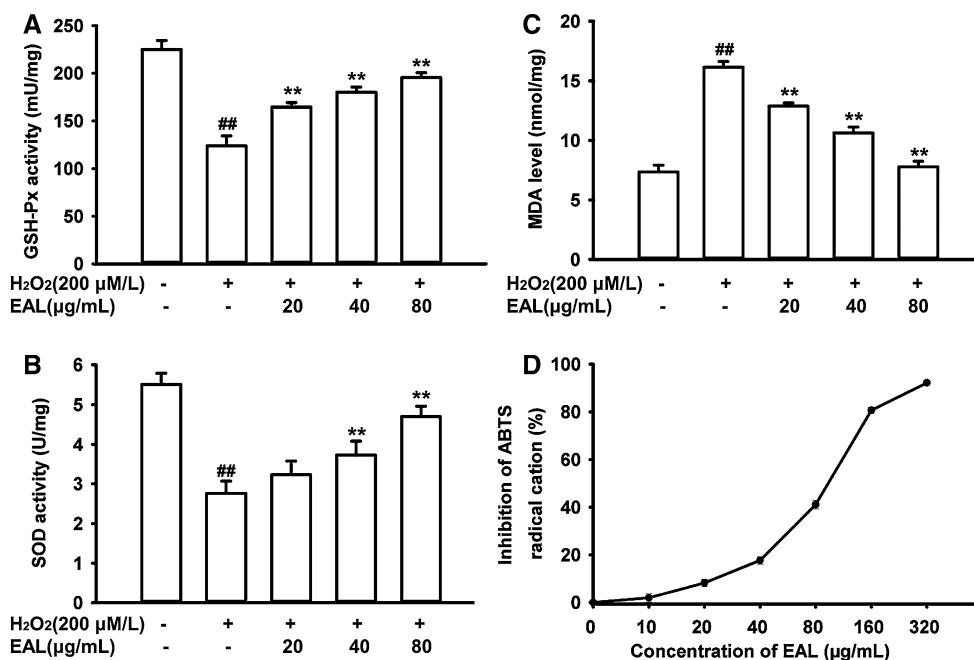 A
GSH-Px activity (mU/mg)
250
200
150
100
50
0
##
**
**
**
H2O2(200 µM/L) - + + + +
EAL(µg/mL) - - 20 40 80
B
SOD activity (U/mg)
6
5
4
3
2
1
0
##
**
**
H2O2(200 µM/L) - + + + +
EAL(µg/mL) - - 20 40 80
C
MDA level (nmol/mg)
20
15
10
5
0
##
**
**
**
H2O2(200 µM/L) - + + + +
EAL(µg/mL) - - 20 40 80
D
Inhibition of ABTS
radical cation (%)
100
80
60
40
20
0
0 10 20 40 80 160 320
Concentration of EAL (µg/mL)